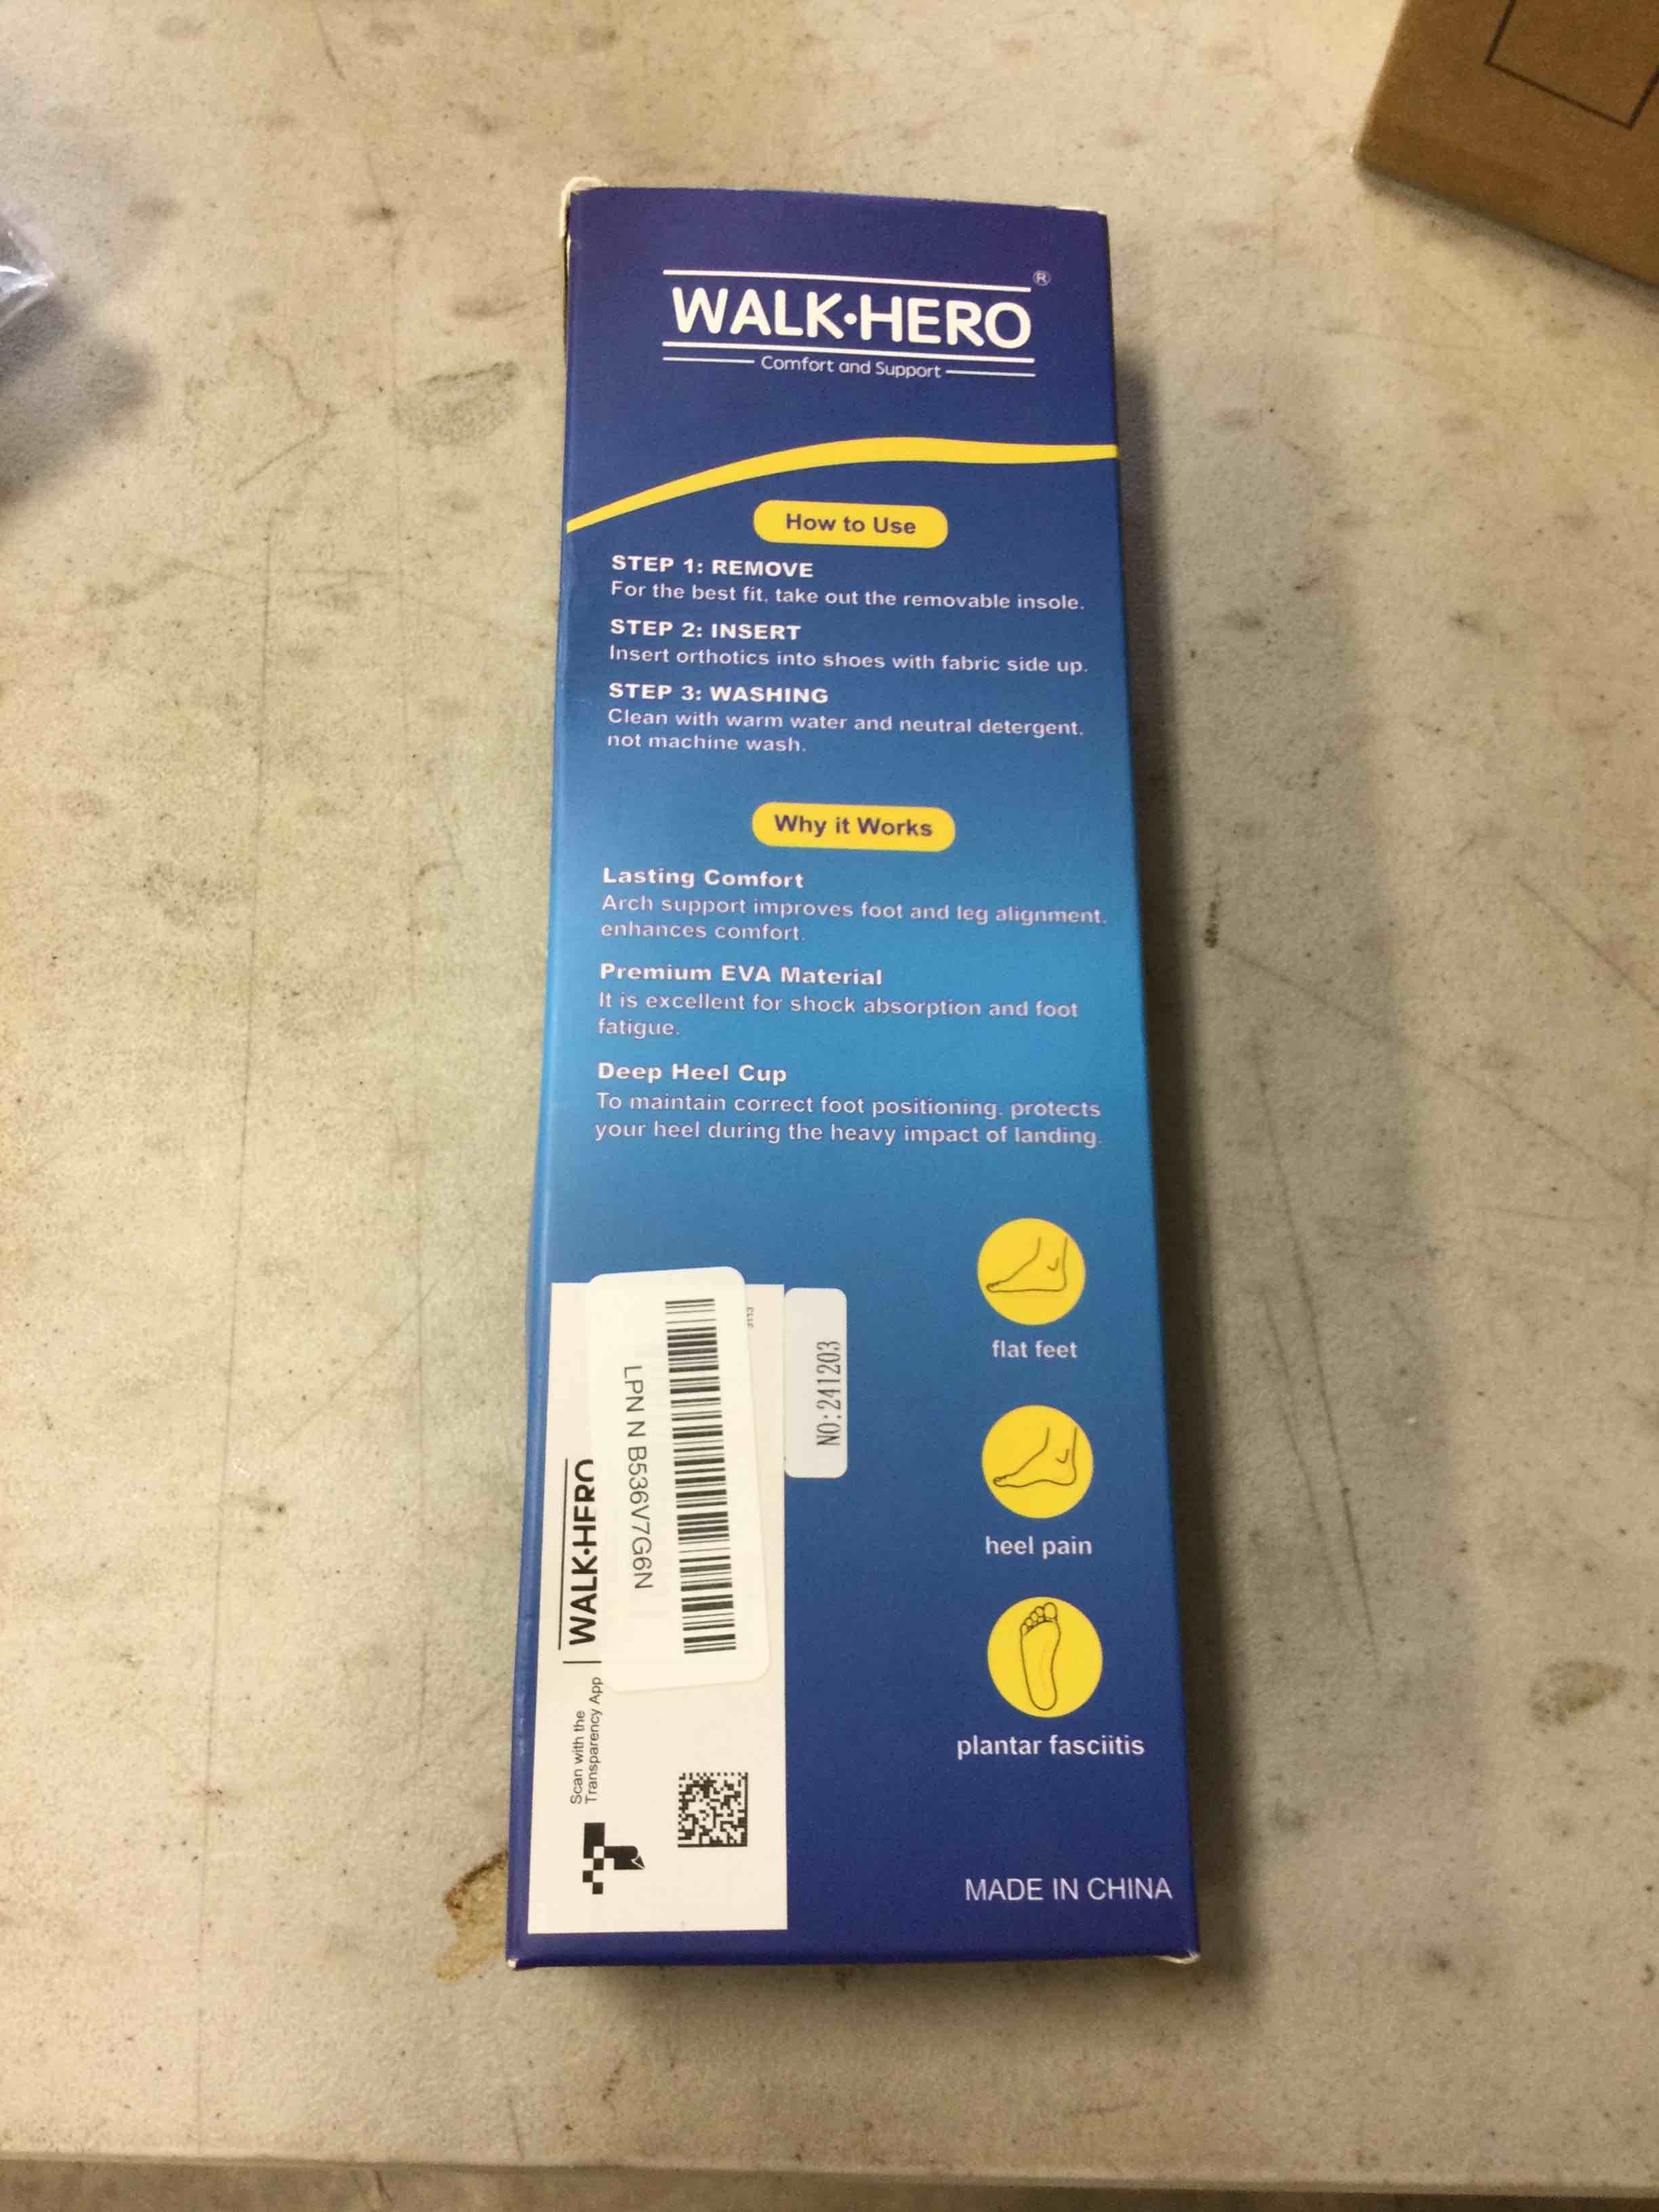 WALK·HERO®
Comfort and Support
How to Use
STEP 1: REMOVE
For the best fit, take out the removable insole.
STEP 2: INSERT
Insert orthotics into shoes with fabric side up.
STEP 3: WASHING
Clean with warm water and neutral detergent,
not machine wash.
Why it Works
Lasting Comfort
Arch support improves foot and leg alignment,
enhances comfort.
Premium EVA Material
It is excellent for shock absorption and foot
fatigue.
Deep Heel Cup
To maintain correct foot positioning, protects
your heel during the heavy impact of landing.
flat feet
heel pain
plantar fasciitis
MADE IN CHINA
NO:241203
LPN N B536V7G6N
WALK·HERO
Scan with the
Transparency App